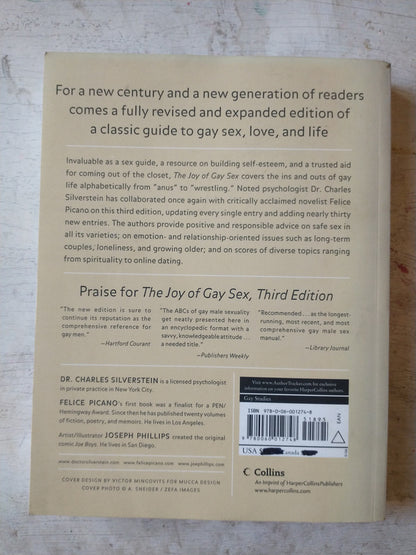 For a new century and a new generation of readers
comes a fully revised and expanded edition of
a classic guide to gay sex, love, and life
Invaluable as a sex guide, a resource on building self-esteem, and a trusted aid
for coming out of the closet, The Joy of Gay Sex covers the ins and outs of gay
life alphabetically from "anus" to "wrestling." Noted psychologist Dr. Charles
Silverstein has collaborated once again with critically acclaimed novelist Felice
Picano on this third edition, updating every single entry and adding nearly thirty
new entries. The authors provide positive and responsible advice on safe sex in
all its varieties; on emotion- and relationship-oriented issues such as long-term
couples, loneliness, and growing older; and on scores of diverse topics ranging
from spirituality to online dating.
Praise for The Joy of Gay Sex, Third Edition
"The new edition is sure to
continue its reputation as the
comprehensive reference for
gay men."
—Hartford Courant
"The ABCs of gay male sexuality
get neatly presented here in
an encyclopedic format with a
savvy, knowledgeable attitude . . .
a needed title."
—Publishers Weekly
"Recommended . . . as the longest-
running, most recent, and most
comprehensive gay male sex
manual."
—Library Journal
DR. CHARLES SILVERSTEIN is a licensed psychologist
in private practice in New York City.
FELICE PICANO's first book was a finalist for a PEN/
Hemingway Award. Since then he has published twenty volumes
of fiction, poetry, and memoirs. He lives in Los Angeles.
Artist/illustrator JOSEPH PHILLIPS created the original
comic Joe Boys. He lives in San Diego.
www.doctorsilverstein.com www.felicepicano.net www.joephillips.com
COVER DESIGN BY VICTOR MINGOVITS FOR MUCCA DESIGN
COVER PHOTO © A. SNEIDER / ZEFA IMAGES
Visit www.AuthorTracker.com for exclusive
information on your favorite HarperCollins authors.
Gay Studies
ISBN 978-0-06-001274-8
51895
EAN
9 780060 012748
USA $ Canada
Collins
An Imprint of HarperCollinsPublishers
www.harpercollins.com